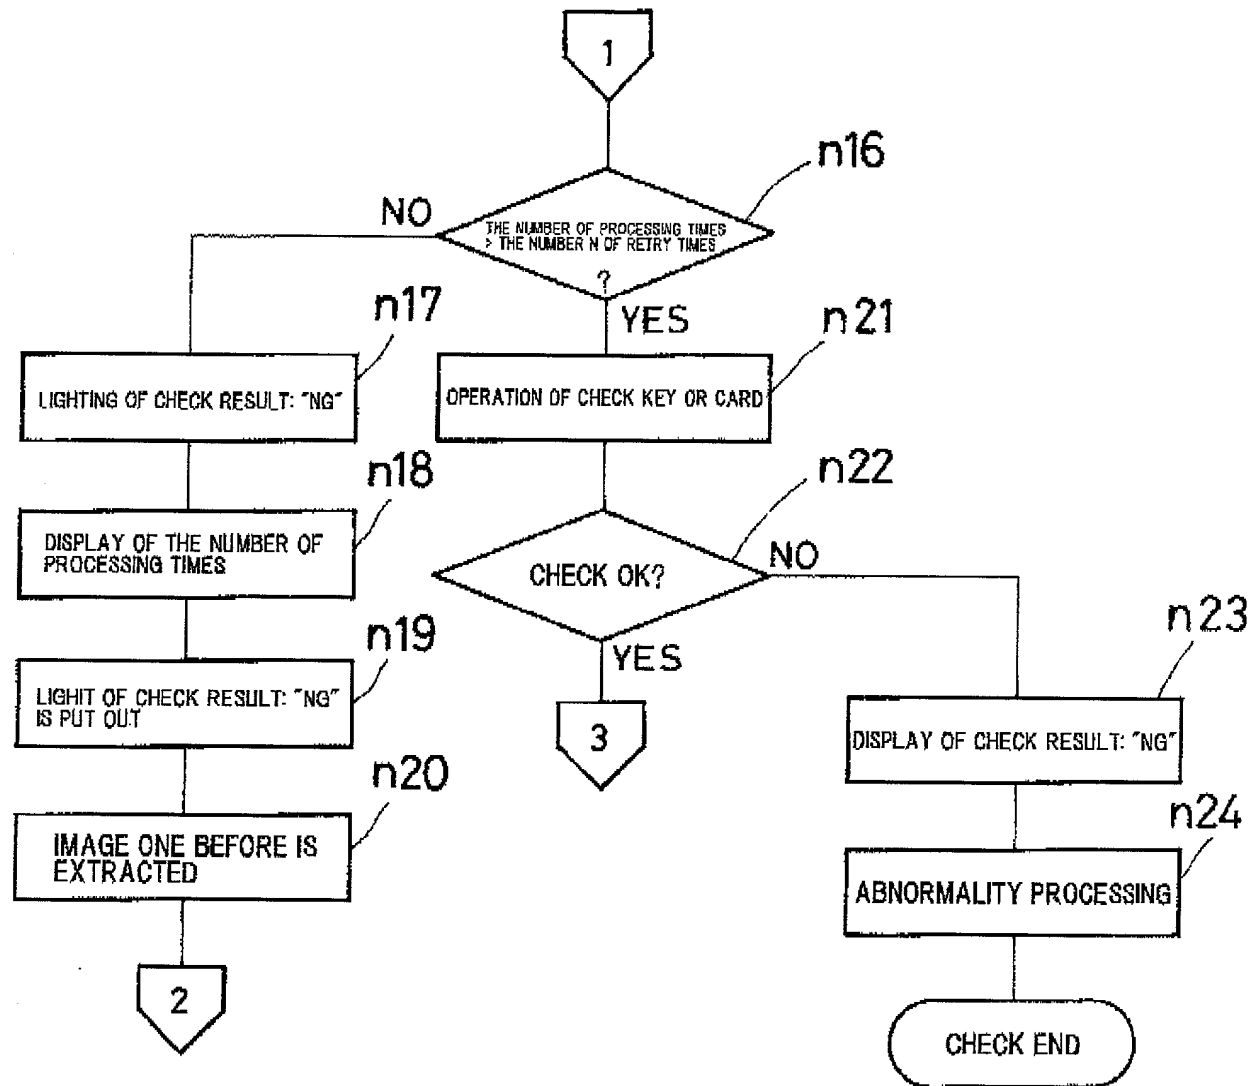 1
n16
NO
THE NUMBER OF PROCESSING TIMES
> THE NUMBER N OF RETRY TIMES
?
YES
n17
n21
LIGHTING OF CHECK RESULT: "NG"
OPERATION OF CHECK KEY OR CARD
n18
n22
DISPLAY OF THE NUMBER OF
PROCESSING TIMES
CHECK OK?
NO
YES
n19
n23
LIGHIT OF CHECK RESULT: "NG"
IS PUT OUT
3
DISPLAY OF CHECK RESULT: "NG"
n20
n24
IMAGE ONE BEFORE IS
EXTRACTED
ABNORMALITY PROCESSING
2
CHECK END